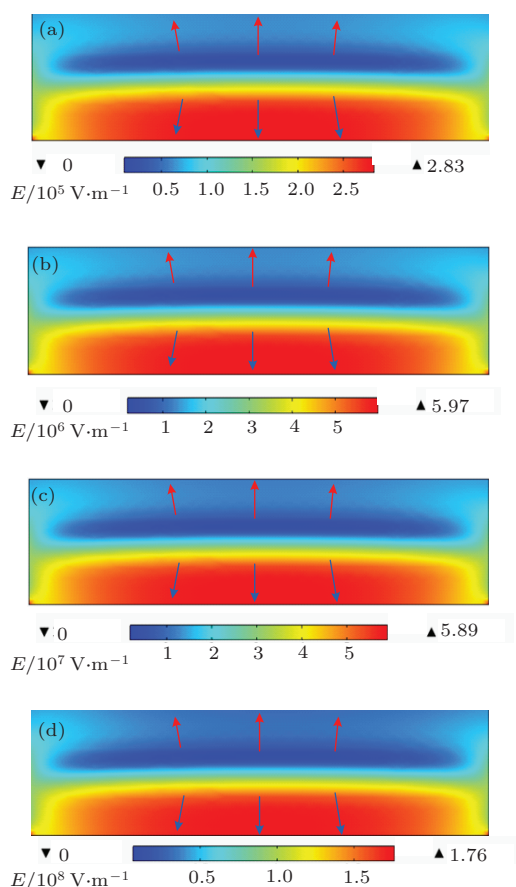 (a)
▼ 0 ▲ 2.83
E/10⁵ V·m⁻¹ 0.5 1.0 1.5 2.0 2.5
(b)
▼ 0 ▲ 5.97
E/10⁶ V·m⁻¹ 1 2 3 4 5
(c)
▼ 0 ▲ 5.89
E/10⁷ V·m⁻¹ 1 2 3 4 5
(d)
▼ 0 ▲ 1.76
E/10⁸ V·m⁻¹ 0.5 1.0 1.5